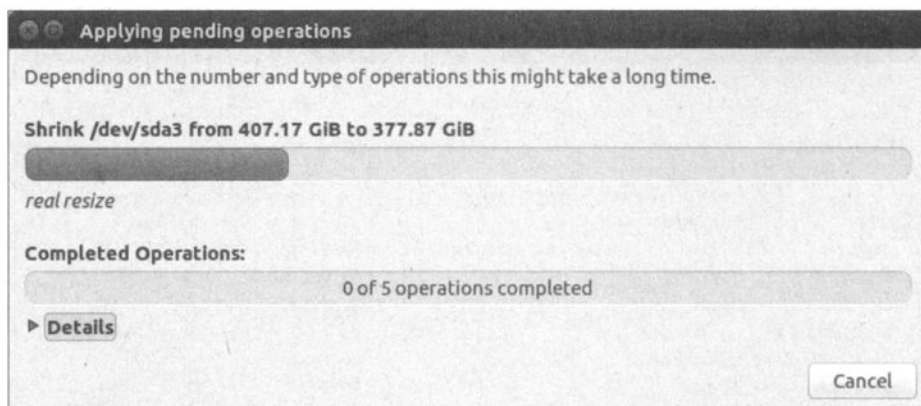 Applying pending operations
Depending on the number and type of operations this might take a long time.
Shrink /dev/sda3 from 407.17 GiB to 377.87 GiB
real resize
Completed Operations:
0 of 5 operations completed
Details
Cancel